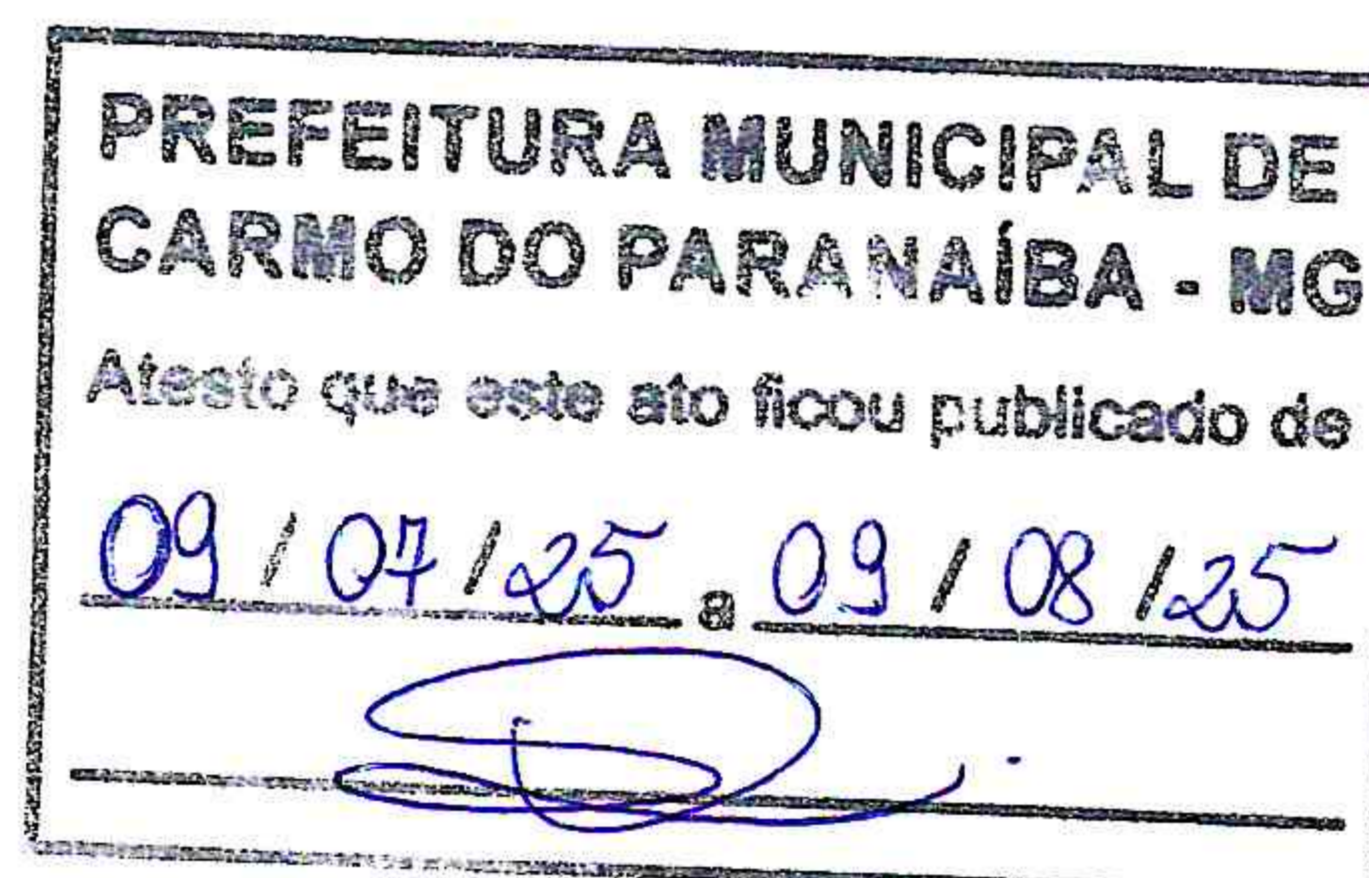 PREFEITURA MUNICIPAL DE
CARMO DO PARANAÍBA - MG
Atesto que este ato ficou publicado de
09 / 07 / 25 a 09 / 08 / 25